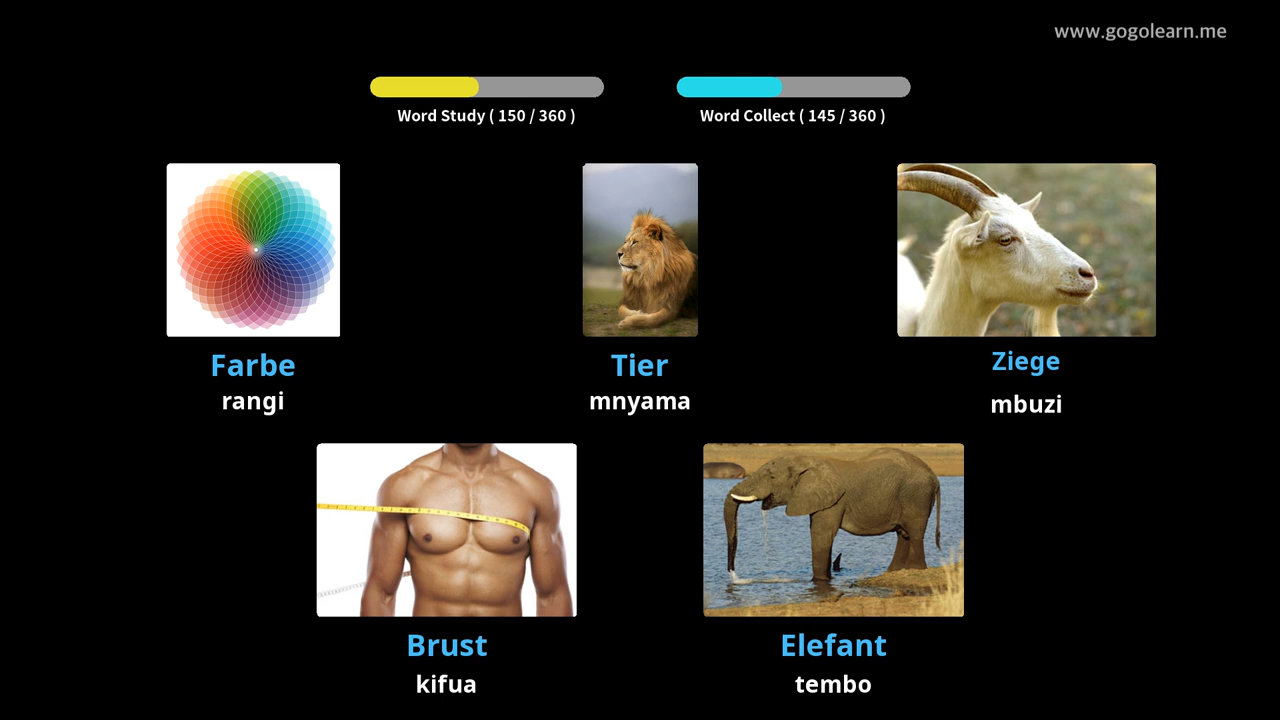 www.gogolearn.me
Word Study ( 150 / 360 )
Word Collect ( 145 / 360 )
Farbe
rangi
Tier
mnyama
Ziege
mbuzi
Brust
kifua
Elefant
tembo